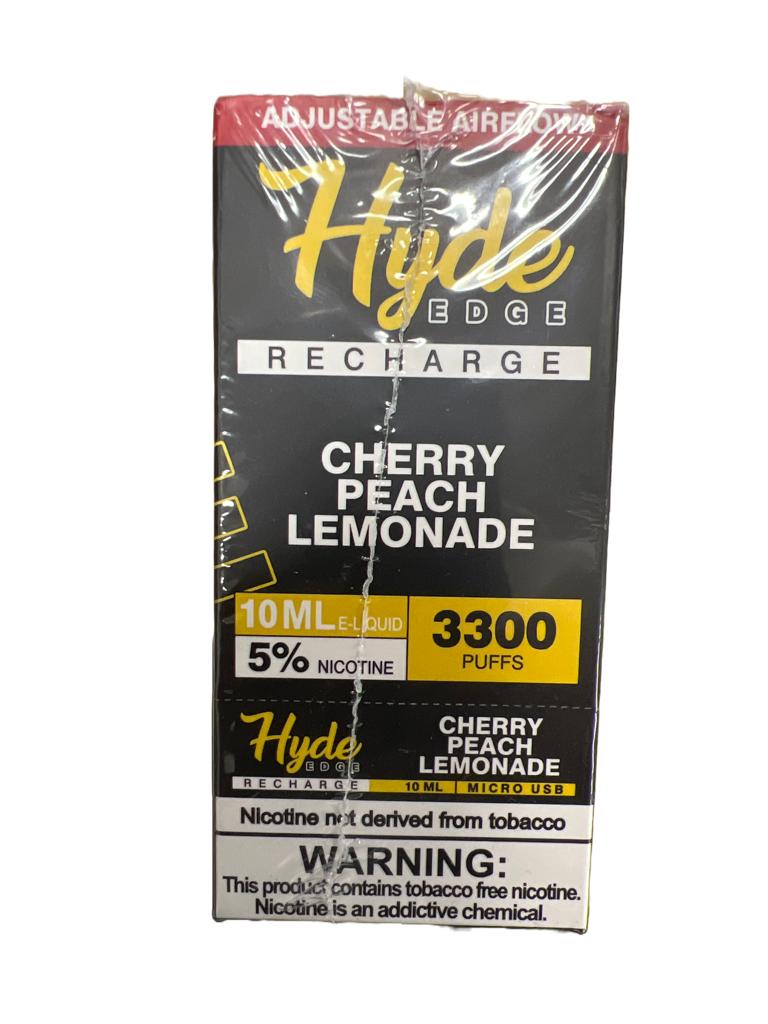 ADJUSTABLE AIRFLOW
Hyde
EDGE
RECHARGE
CHERRY
PEACH
LEMONADE
10 ML E-LIQUID
5% NICOTINE
3300
PUFFS
Hyde
EDGE
RECHARGE
CHERRY
PEACH
LEMONADE
10 ML MICRO USB
Nicotine not derived from tobacco
WARNING:
This product contains tobacco free nicotine.
Nicotine is an addictive chemical.